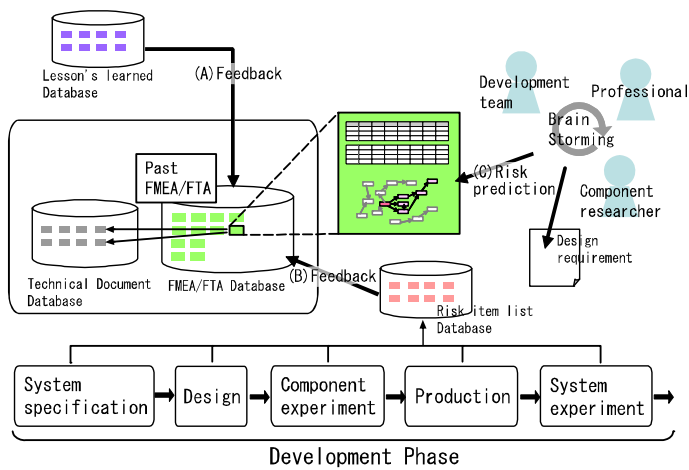 Lesson's learned
Database
(A)Feedback
Development
team
Professional
Brain
Storming
Past
FMEA/FTA
(C)Risk
prediction
Component
researcher
Design
requirement
Technical Document
Database
FMEA/FTA Database
(B)Feedback
Risk item list
Database
System
specification
Design
Component
experiment
Production
System
experiment
Development Phase